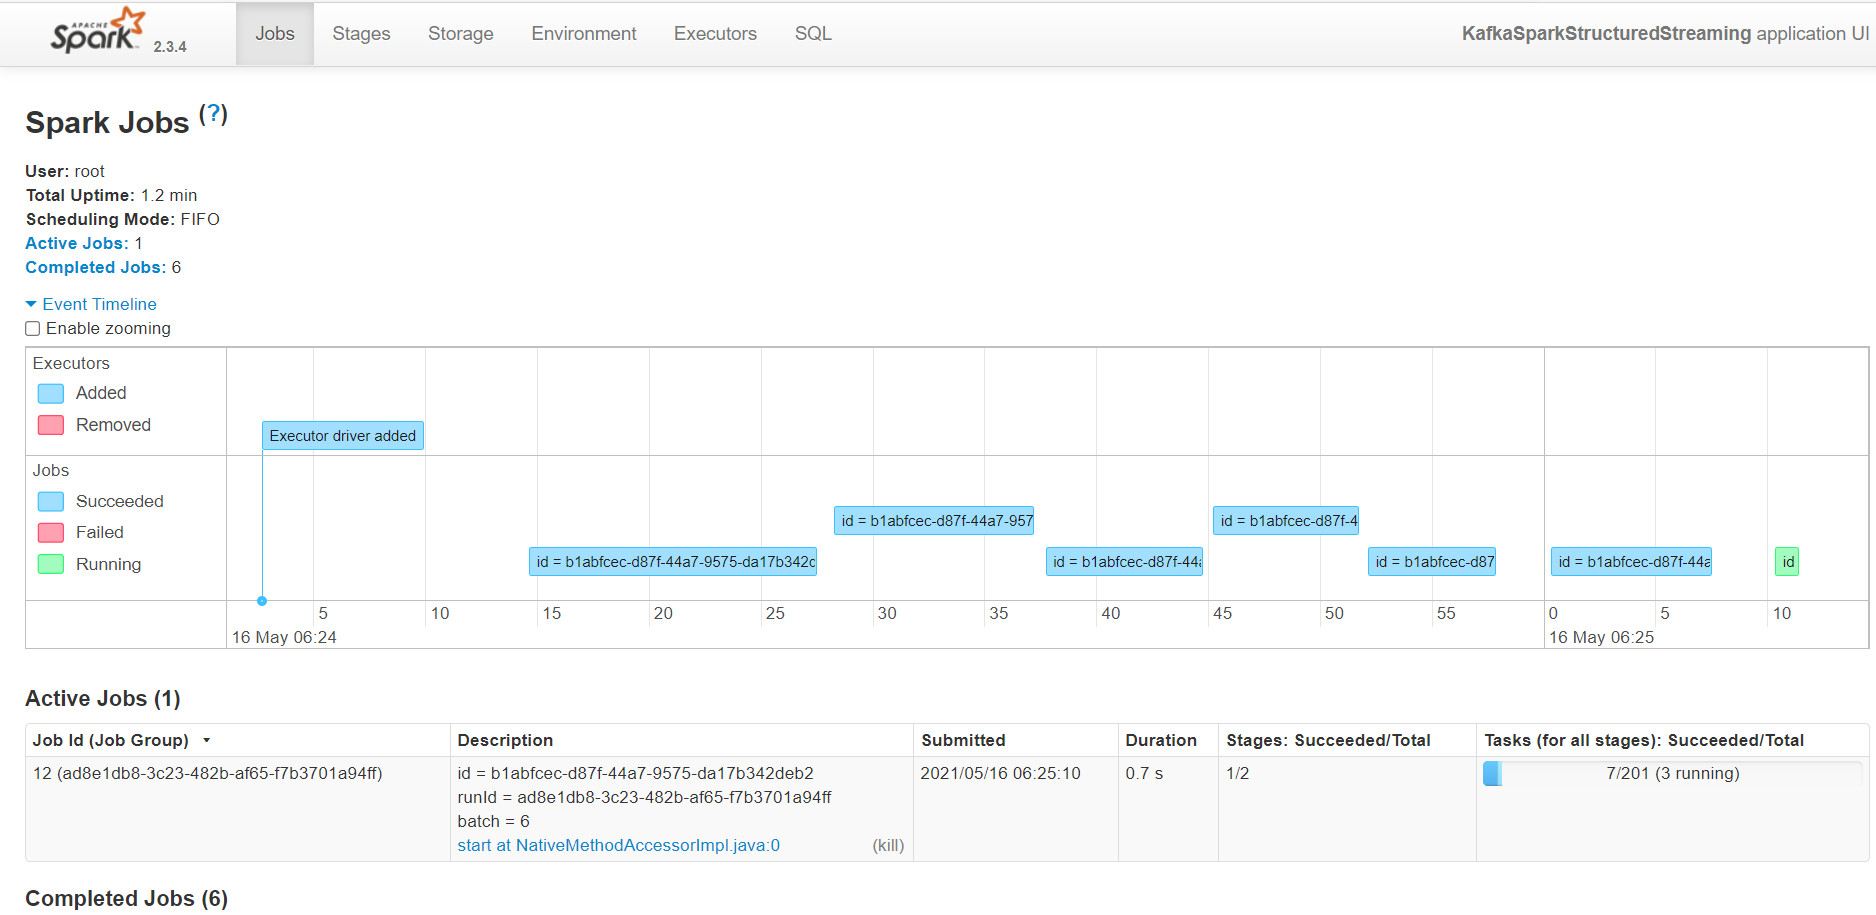 APACHE
Spark 2.3.4 Jobs Stages Storage Environment Executors SQL KafkaSparkStructuredStreaming application UI
Spark Jobs (?)
User: root
Total Uptime: 1.2 min
Scheduling Mode: FIFO
Active Jobs: 1
Completed Jobs: 6
Event Timeline
Enable zooming
Executors
Added
Removed
Executor driver added
Jobs
Succeeded
Failed
Running
id = b1abfcec-d87f-44a7-957
id = b1abfcec-d87f-4
id = b1abfcec-d87f-44a7-9575-da17b342c
id = b1abfcec-d87f-44a
id = b1abfcec-d87
id = b1abfcec-d87f-44a
id
5 10 15 20 25 30 35 40 45 50 55 0 5 10
16 May 06:24 16 May 06:25
Active Jobs (1)
Job Id (Job Group) Description Submitted Duration Stages: Succeeded/Total Tasks (for all stages): Succeeded/Total
12 (ad8e1db8-3c23-482b-af65-f7b3701a94ff) id = b1abfcec-d87f-44a7-9575-da17b342deb2 2021/05/16 06:25:10 0.7 s 1/2 7/201 (3 running)
runId = ad8e1db8-3c23-482b-af65-f7b3701a94ff
batch = 6
start at NativeMethodAccessorImpl.java:0 (kill)
Completed Jobs (6)